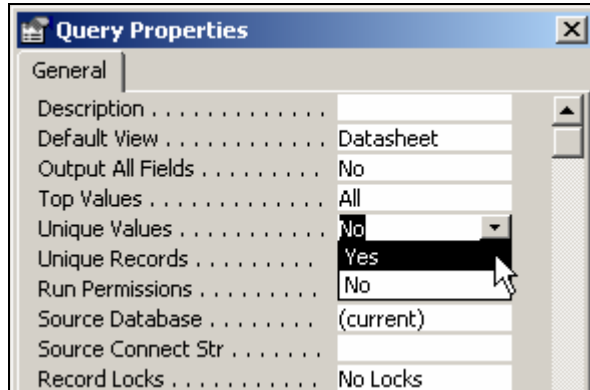 Query Properties
General
Description . . . . . . . . . . . . .
Default View . . . . . . . . . . . . Datasheet
Output All Fields . . . . . . . . . No
Top Values . . . . . . . . . . . . . All
Unique Values . . . . . . . . . . . No
Unique Records . . . . . . . . . Yes
Run Permissions . . . . . . . . . No
Source Database . . . . . . . . (current)
Source Connect Str . . . . . . .
Record Locks . . . . . . . . . . . No Locks